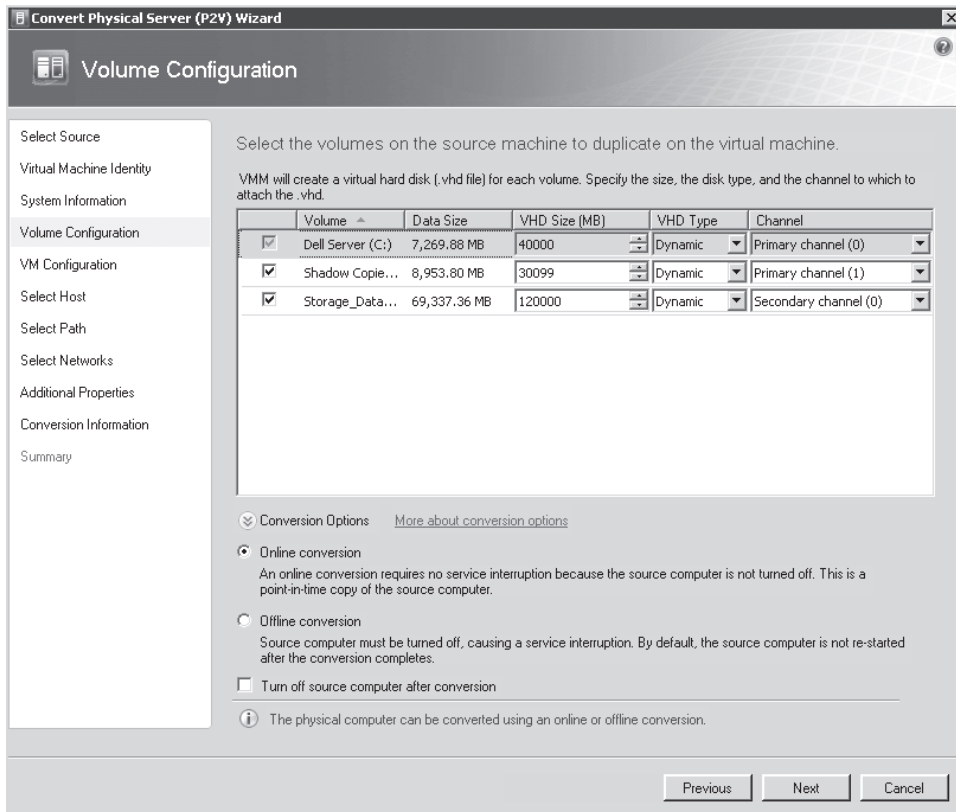 Convert Physical Server (P2V) Wizard
Volume Configuration
Select Source
Virtual Machine Identity
System Information
Volume Configuration
VM Configuration
Select Host
Select Path
Select Networks
Additional Properties
Conversion Information
Summary
Select the volumes on the source machine to duplicate on the virtual machine.
VMM will create a virtual hard disk (.vhd file) for each volume. Specify the size, the disk type, and the channel to which to
attach the .vhd.
Volume Data Size VHD Size (MB) VHD Type Channel
Dell Server (C:) 7,269.88 MB 40000 Dynamic Primary channel (0)
Shadow Copie... 8,953.80 MB 30099 Dynamic Primary channel (1)
Storage_Data... 69,337.36 MB 120000 Dynamic Secondary channel (0)
Conversion Options More about conversion options
Online conversion
An online conversion requires no service interruption because the source computer is not turned off. This is a
point-in-time copy of the source computer.
Offline conversion
Source computer must be turned off, causing a service interruption. By default, the source computer is not re-started
after the conversion completes.
Turn off source computer after conversion
The physical computer can be converted using an online or offline conversion.
Previous Next Cancel